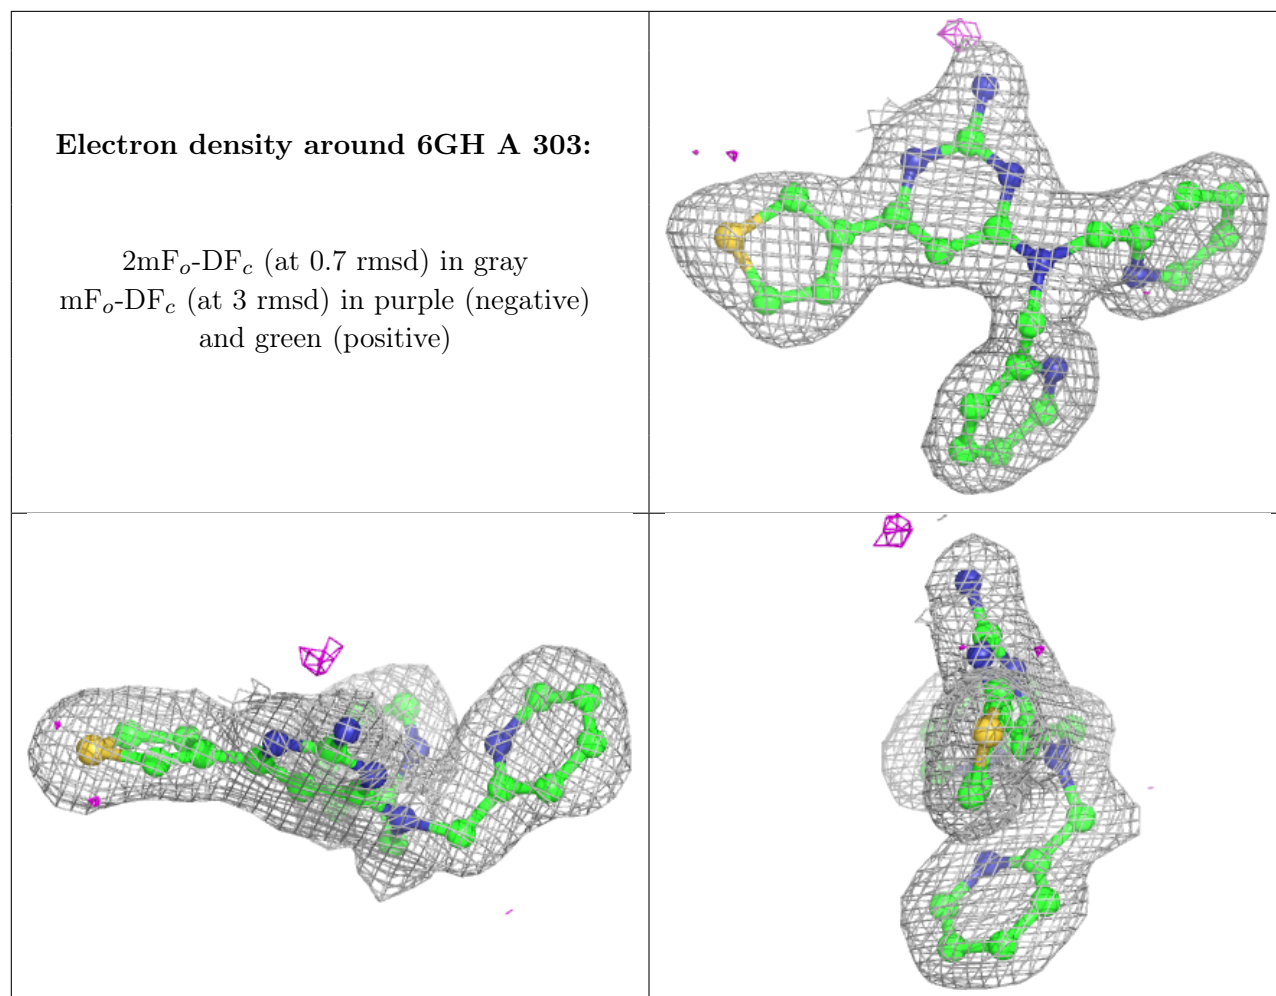 Electron density around 6GH A 303:
2mFo-DFc (at 0.7 rmsd) in gray
mFo-DFc (at 3 rmsd) in purple (negative)
and green (positive)